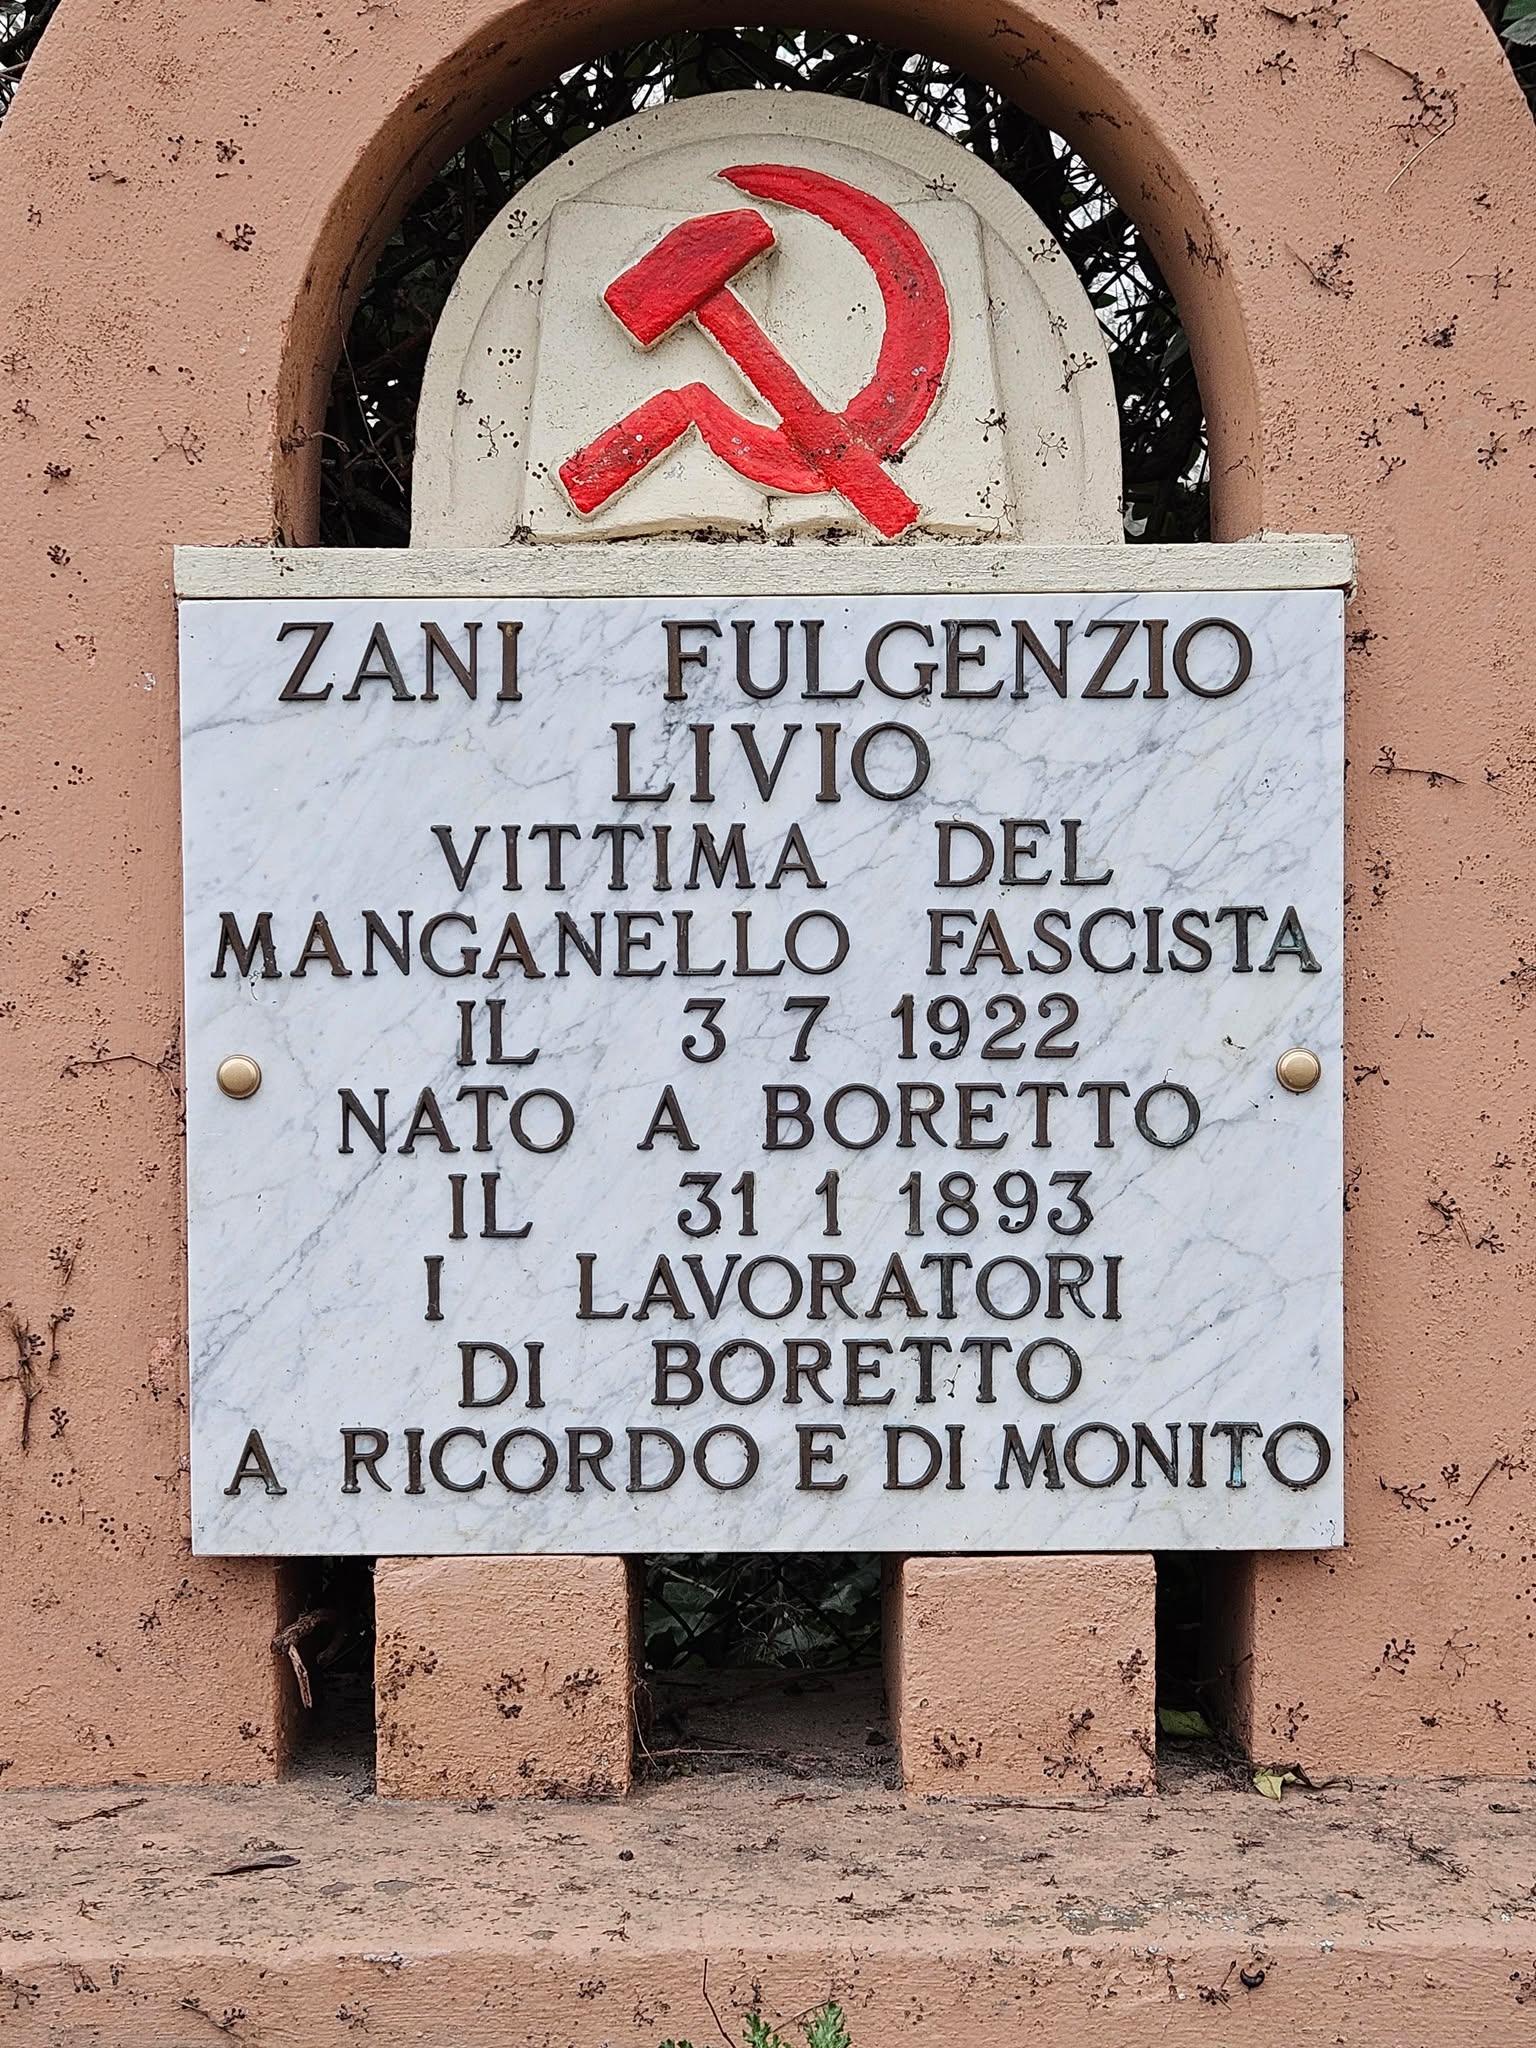 ZANI FULGENZIO
LIVIO
VITTIMA DEL
MANGANELLO FASCISTA
IL 3 7 1922
NATO A BORETTO
IL 31 1 1893
I LAVORATORI
DI BORETTO
A RICORDO E DI MONITO